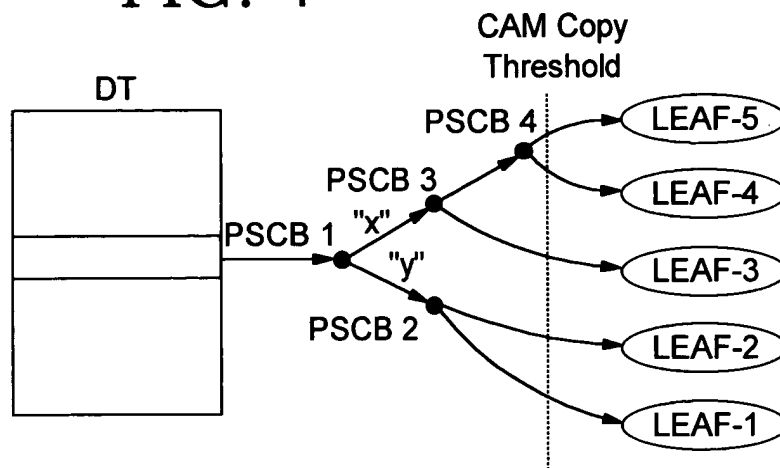 FIG. 4
CAM Copy
Threshold
DT
PSCB 4
LEAF-5
PSCB 3
LEAF-4
"x"
PSCB 1
"y"
LEAF-3
PSCB 2
LEAF-2
LEAF-1